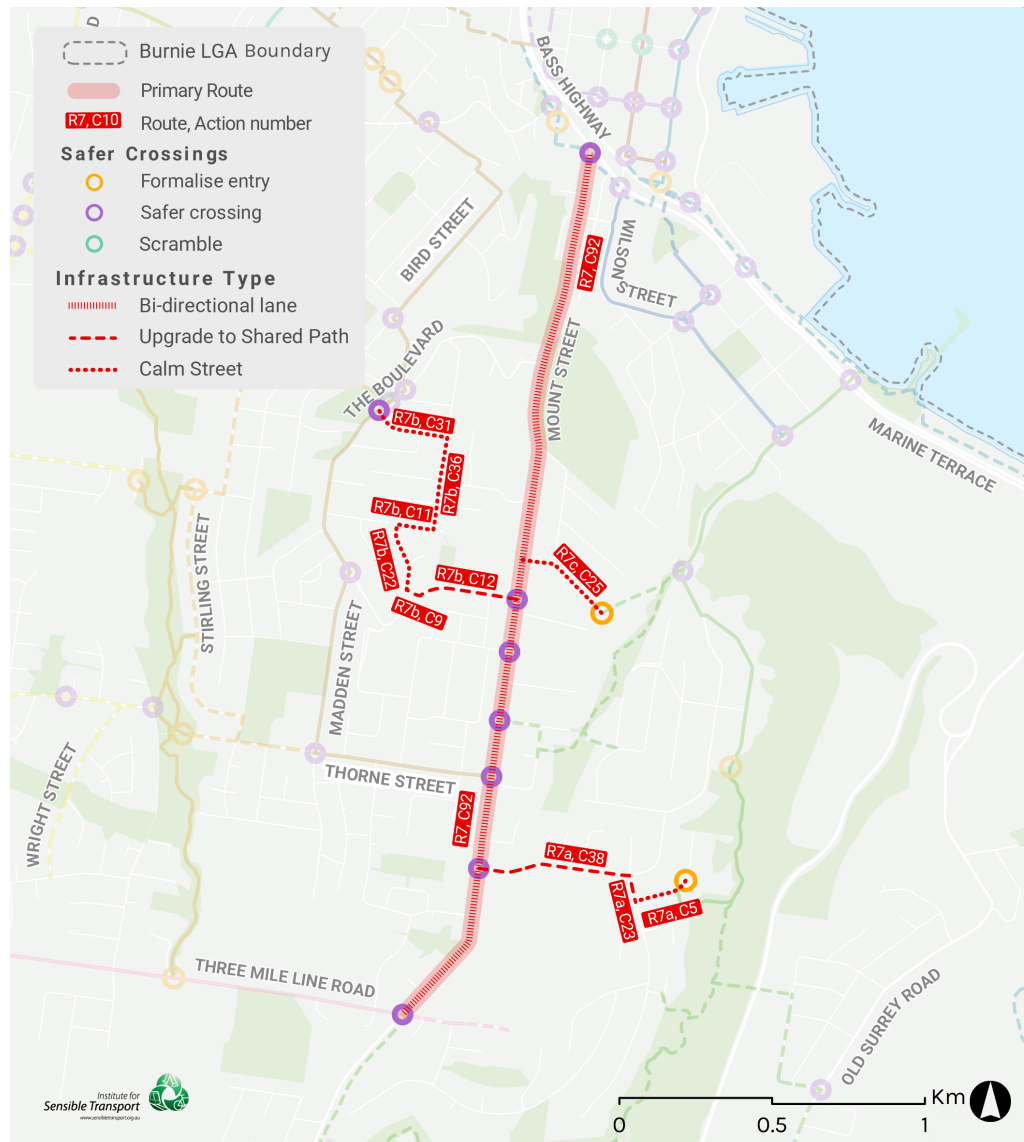 D
Burnie LGA Boundary
Primary Route
R7, C10 Route, Action number
Safer Crossings
Formalise entry
Safer crossing
Scramble
Infrastructure Type
Bi-directional lane
Upgrade to Shared Path
Calm Street
BASS HIGHWAY
BIRD STREET
WILSON
STREET
R7, C92
MOUNT STREET
THE BOULEVARD
MARINE TERRACE
R7b, C31
R7b, C36
R7b, C11
R7b, C22
R7b, C12
R7b, C9
R7c, C25
STIRLING STREET
MADDEN STREET
THORNE STREET
WRIGHT STREET
R7, C92
R7a, C38
R7a, C23
R7a, C5
THREE MILE LINE ROAD
OLD SURREY ROAD
Institute for
Sensible Transport
www.sensibletransport.org.au
Km
0 0.5 1